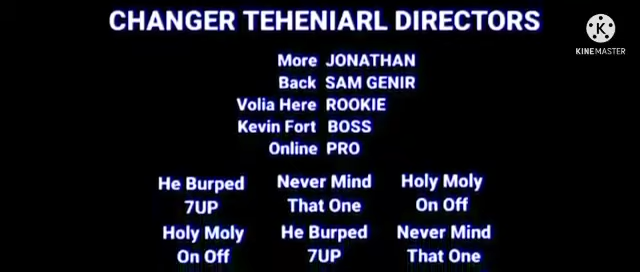 CHANGER TEHENIARL DIRECTORS
K
KINEMASTER
More JONATHAN
Back SAM GENIR
Volia Here ROOKIE
Kevin Fort BOSS
Online PRO
He Burped Never Mind Holy Moly
7UP That One On Off
Holy Moly He Burped Never Mind
On Off 7UP That One